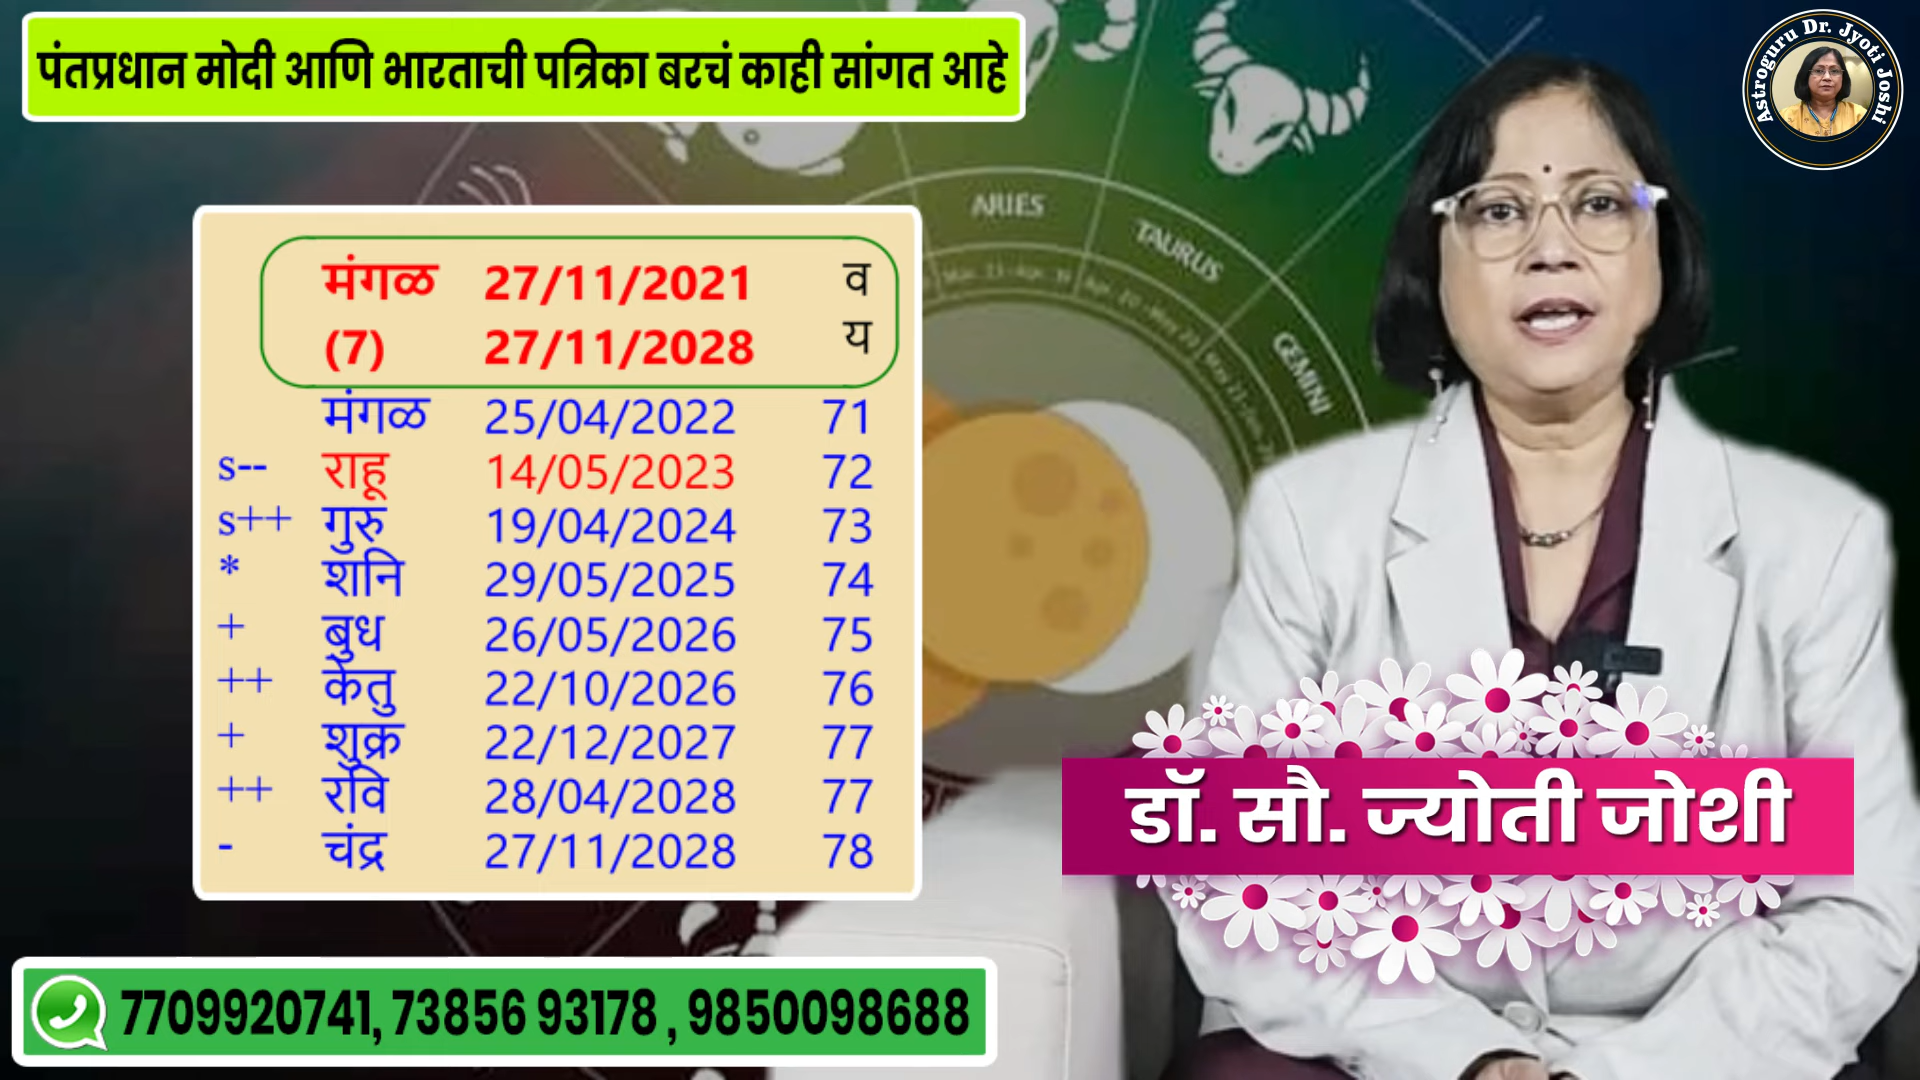 पंतप्रधान मोदी आणि भारताची पत्रिका बरचं काही सांगत आहे
Astroguru Dr. Jyoti Joshi
ARIES
TAURUS
GEMINI
मंगळ 27/11/2021 व
(7) 27/11/2028 य
मंगळ 25/04/2022 71
s-- राहू 14/05/2023 72
s++ गुरु 19/04/2024 73
* शनि 29/05/2025 74
+ बुध 26/05/2026 75
++ केतु 22/10/2026 76
+ शुक्र 22/12/2027 77
++ रवि 28/04/2028 77
- चंद्र 27/11/2028 78
डॉ. सौ. ज्योती जोशी
7709920741, 73856 93178 , 9850098688